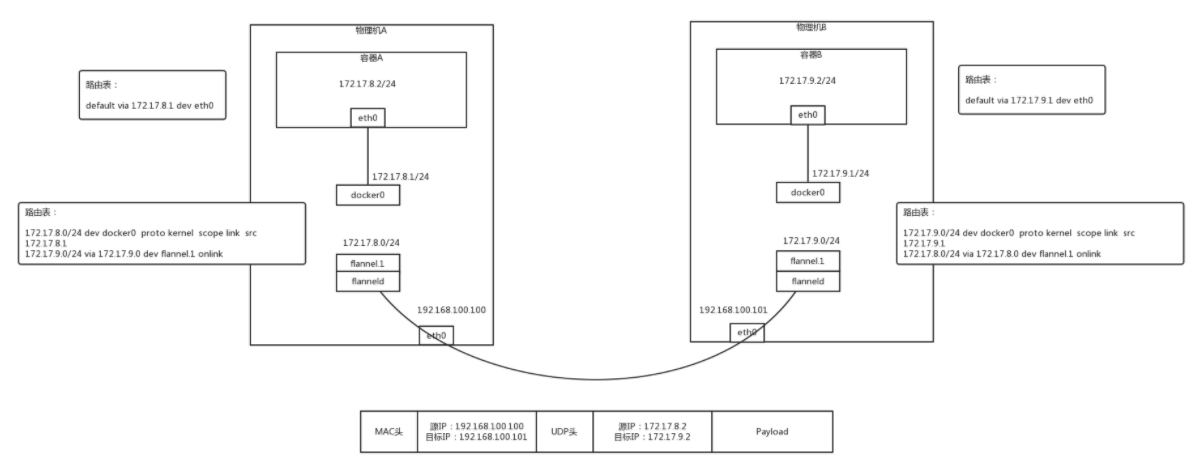 物理机A
容器A
172.17.8.2/24
eth0
路由表：
default via 172.17.8.1 dev eth0
172.17.8.1/24
docker0
路由表：
172.17.8.0/24 dev docker0 proto kernel scope link src
172.17.8.1
172.17.9.0/24 via 172.17.9.0 dev flannel.1 onlink
172.17.8.0/24
flannel.1
flanneld
192.168.100.100
eth0
物理机B
容器B
172.17.9.2/24
eth0
路由表：
default via 172.17.9.1 dev eth0
172.17.9.1/24
docker0
路由表：
172.17.9.0/24 dev docker0 proto kernel scope link src
172.17.9.1
172.17.8.0/24 via 172.17.8.0 dev flannel.1 onlink
172.17.9.0/24
flannel.1
flanneld
192.168.100.101
eth0
MAC头
源IP：192.168.100.100
目标IP：192.168.100.101
UDP头
源IP：172.17.8.2
目标IP：172.17.9.2
Payload